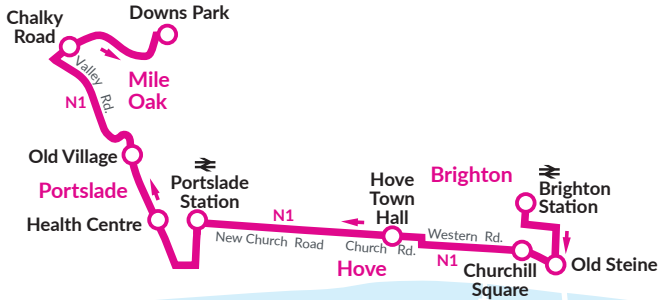 Chalky
Road
Downs Park
Valley Rd.
Mile
Oak
N1
Old Village
Portslade
Health Centre
Portslade
Station
N1
New Church Road
Church Rd.
Hove
Town
Hall
Hove
Brighton
Western Rd.
N1
Brighton
Station
Churchill
Square
Old Steine